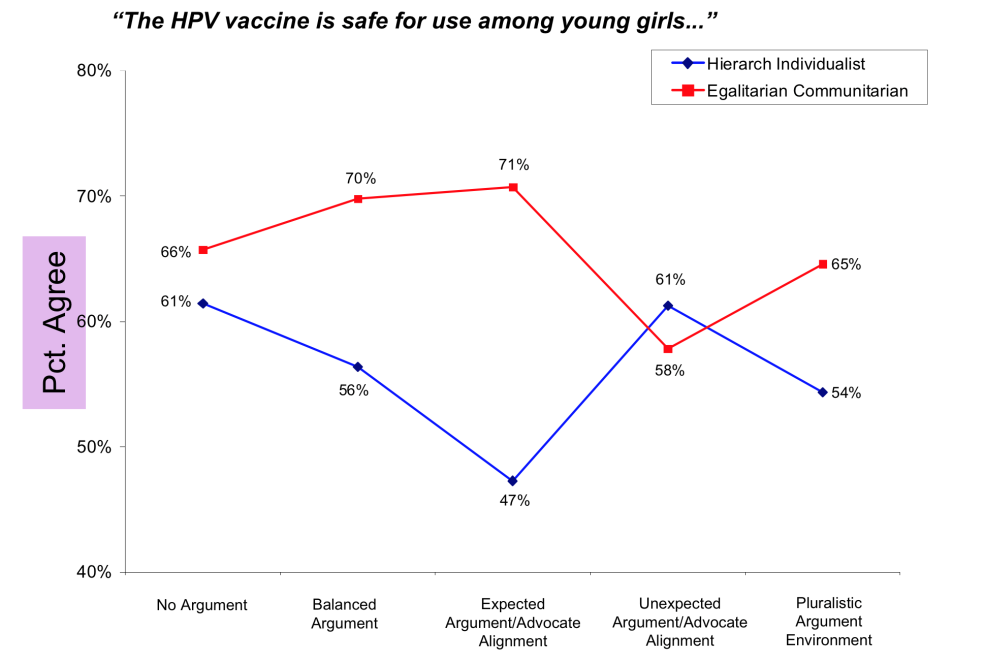 “The HPV vaccine is safe for use among young girls...”
Hierarch Individualist
Egalitarian Communitarian
80%
70%
60%
50%
40%
Pct. Agree
66%
70%
71%
58%
65%
61%
56%
47%
61%
54%
No Argument
Balanced
Argument
Expected
Argument/Advocate
Alignment
Unexpected
Argument/Advocate
Alignment
Pluralistic
Argument
Environment